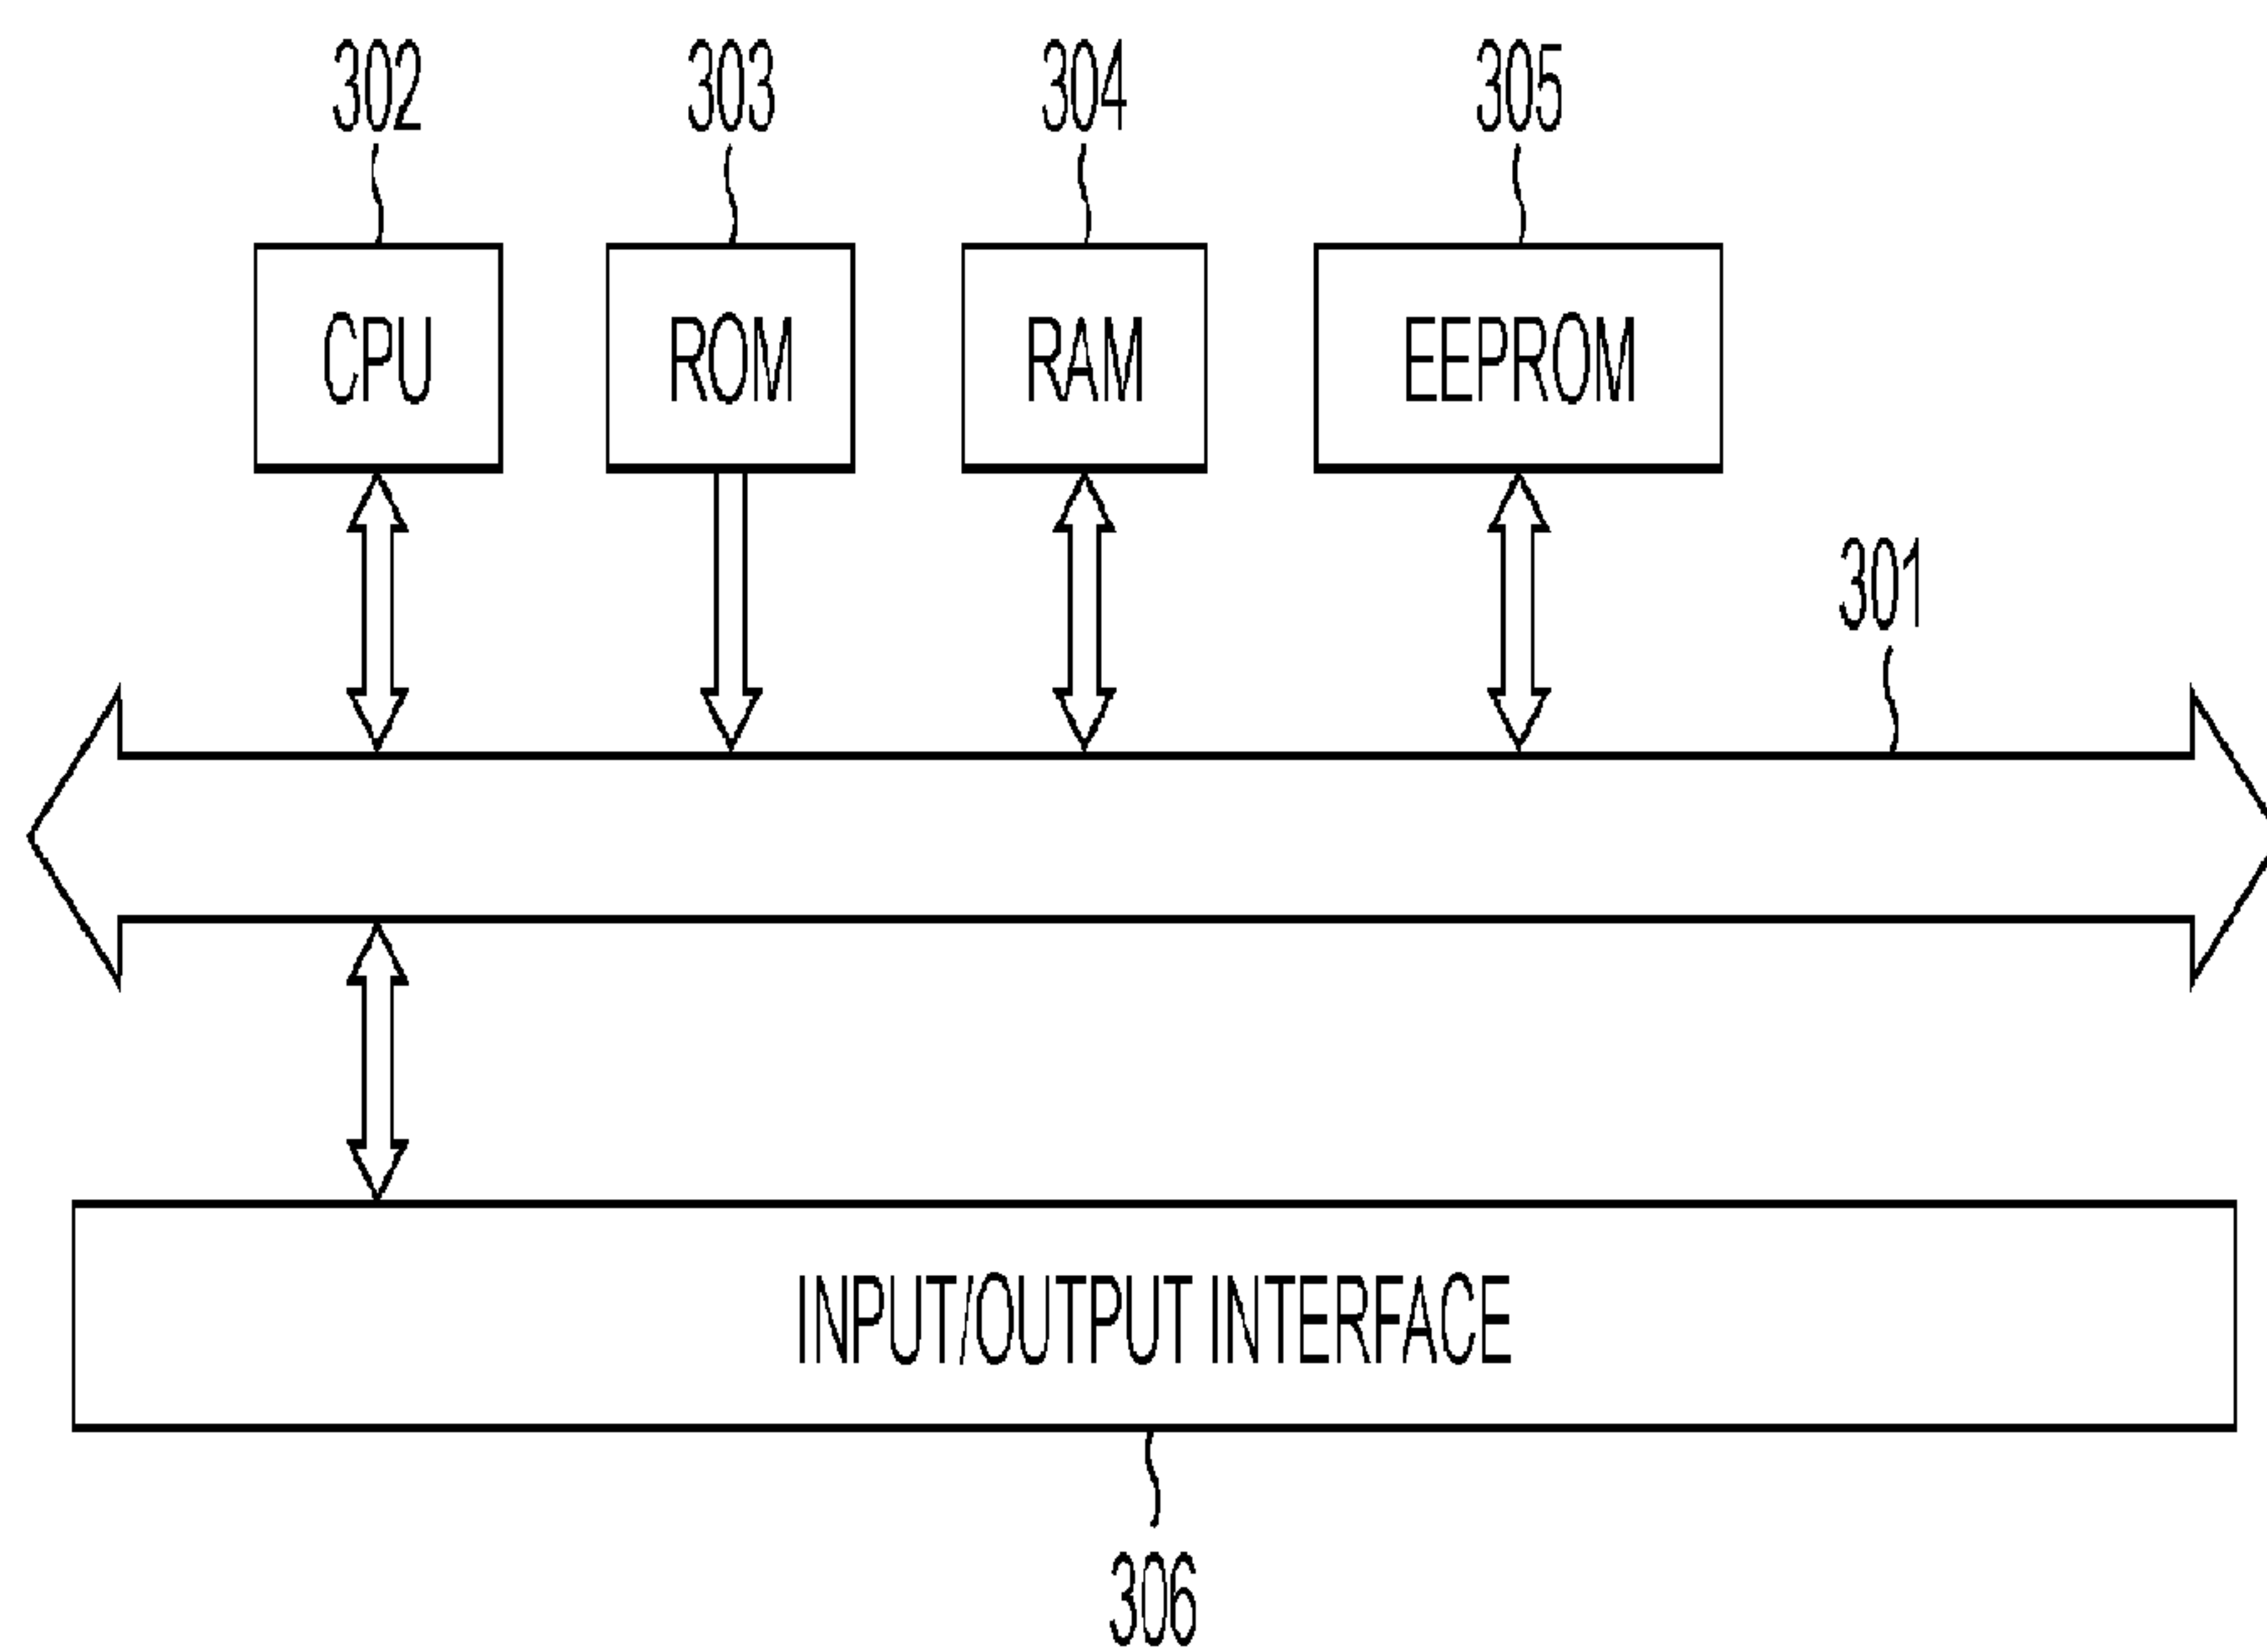 302
303
304
305
CPU
ROM
RAM
EEPROM
301
INPUT/OUTPUT INTERFACE
306